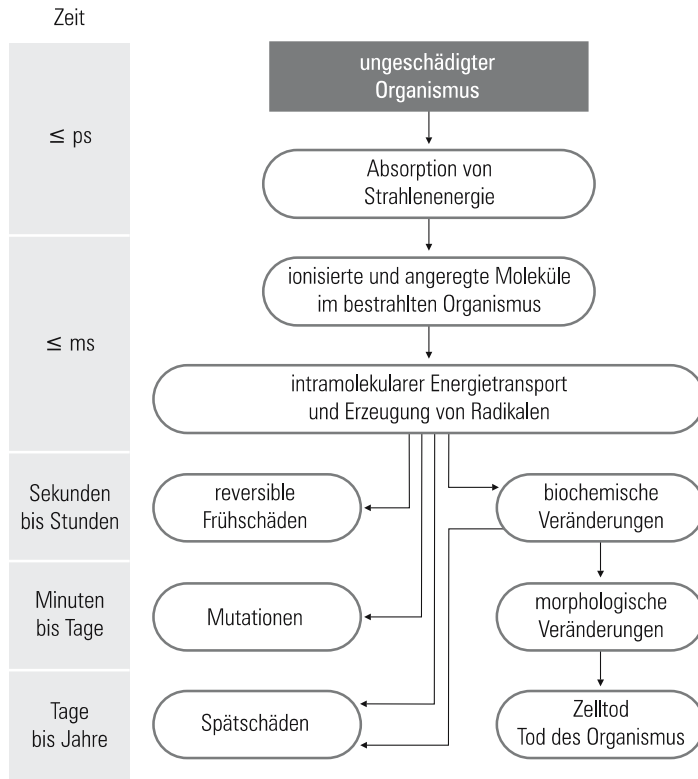 Zeit
≤ ps
ungeschädigter
Organismus
Absorption von
Strahlenenergie
≤ ms
ionisierte und angeregte Moleküle
im bestrahlten Organismus
intramolekularer Energietransport
und Erzeugung von Radikalen
Sekunden
bis Stunden
reversible
Frühschäden
biochemische
Veränderungen
Minuten
bis Tage
Mutationen
morphologische
Veränderungen
Tage
bis Jahre
Spätschäden
Zelltod
Tod des Organismus